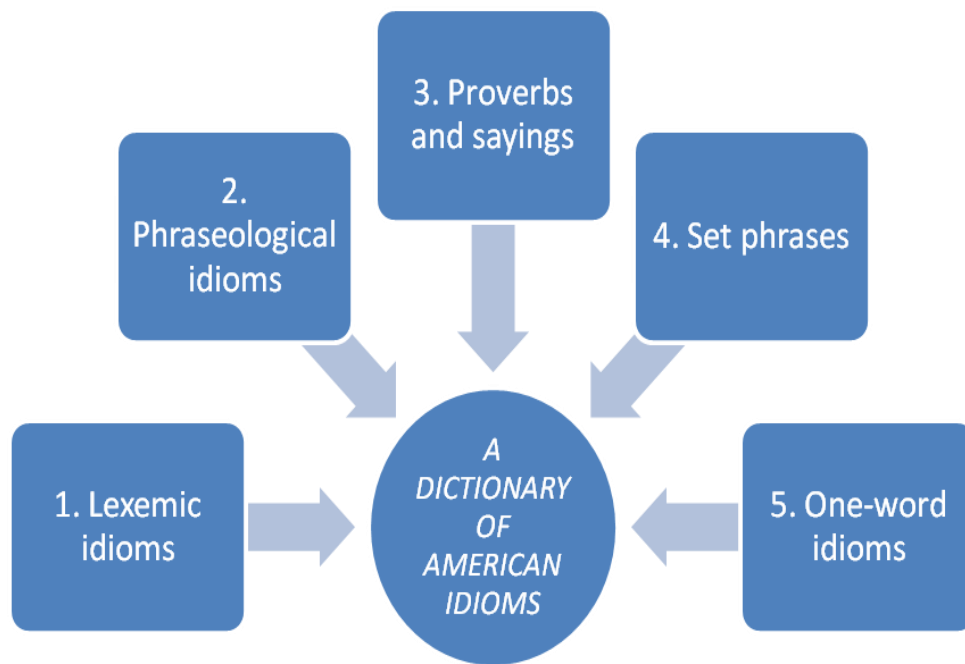 1. Lexemic
idioms
2.
Phraseological
idioms
3. Proverbs
and sayings
4. Set phrases
5. One-word
idioms
A
DICTIONARY
OF
AMERICAN
IDIOMS